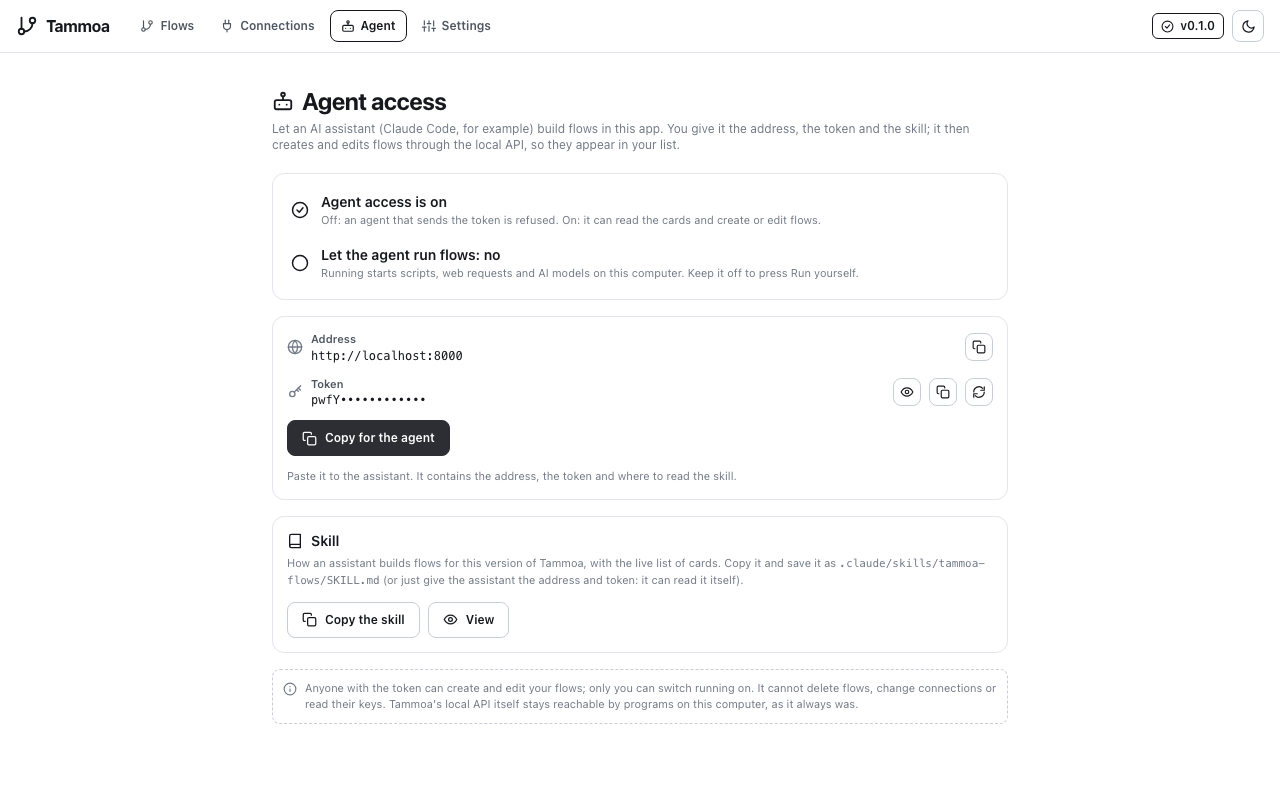 Tammoa
Flows
Connections
Agent
Settings
v0.1.0
Agent access
Let an AI assistant (Claude Code, for example) build flows in this app. You give it the address, the token and the skill; it then
creates and edits flows through the local API, so they appear in your list.
Agent access is on
Off: an agent that sends the token is refused. On: it can read the cards and create or edit flows.
Let the agent run flows: no
Running starts scripts, web requests and AI models on this computer. Keep it off to press Run yourself.
Address
http://localhost:8000
Token
pwfY••••••••••••
Copy for the agent
Paste it to the assistant. It contains the address, the token and where to read the skill.
Skill
How an assistant builds flows for this version of Tammoa, with the live list of cards. Copy it and save it as .claude/skills/tammoa-
flows/SKILL.md (or just give the assistant the address and token: it can read it itself).
Copy the skill
View
Anyone with the token can create and edit your flows; only you can switch running on. It cannot delete flows, change connections or
read their keys. Tammoa's local API itself stays reachable by programs on this computer, as it always was.